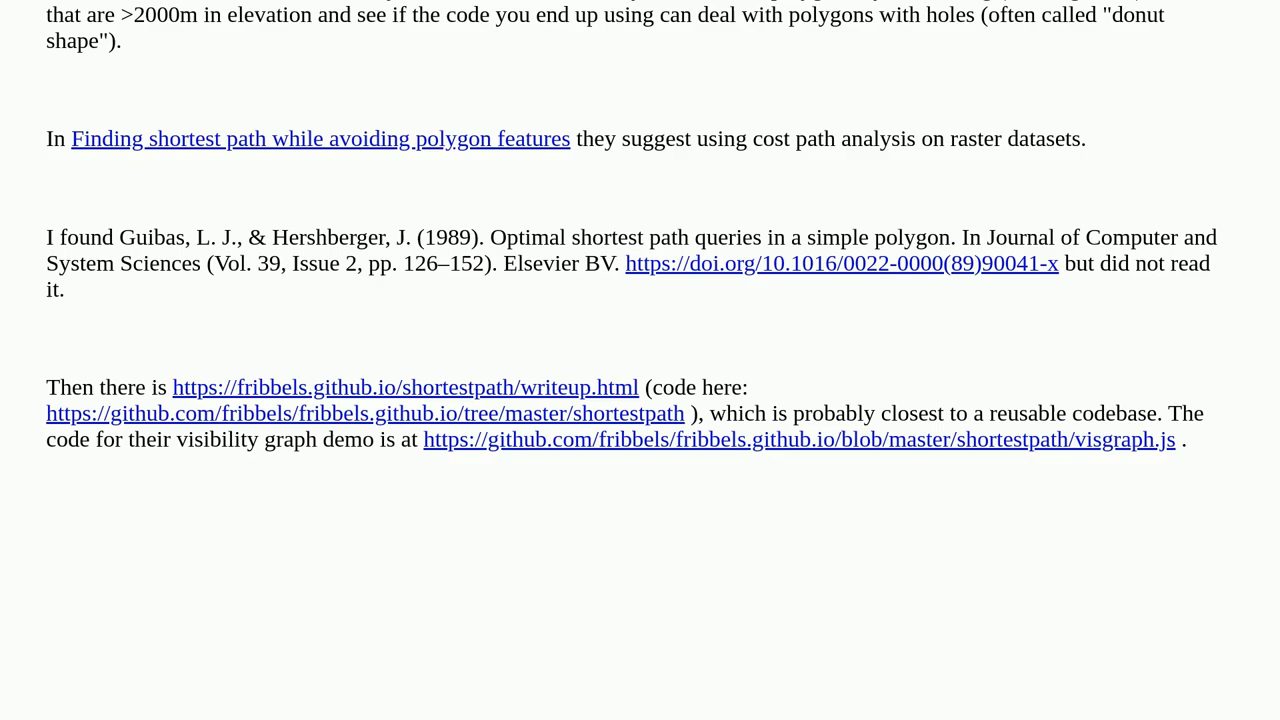 that are >2000m in elevation and see if the code you end up using can deal with polygons with holes (often called "donut
shape").
In Finding shortest path while avoiding polygon features they suggest using cost path analysis on raster datasets.
I found Guibas, L. J., & Hershberger, J. (1989). Optimal shortest path queries in a simple polygon. In Journal of Computer and
System Sciences (Vol. 39, Issue 2, pp. 126–152). Elsevier BV. https://doi.org/10.1016/0022-0000(89)90041-x but did not read
it.
Then there is https://fribbels.github.io/shortestpath/writeup.html (code here:
https://github.com/fribbels/fribbels.github.io/tree/master/shortestpath ), which is probably closest to a reusable codebase. The
code for their visibility graph demo is at https://github.com/fribbels/fribbels.github.io/blob/master/shortestpath/visgraph.js .